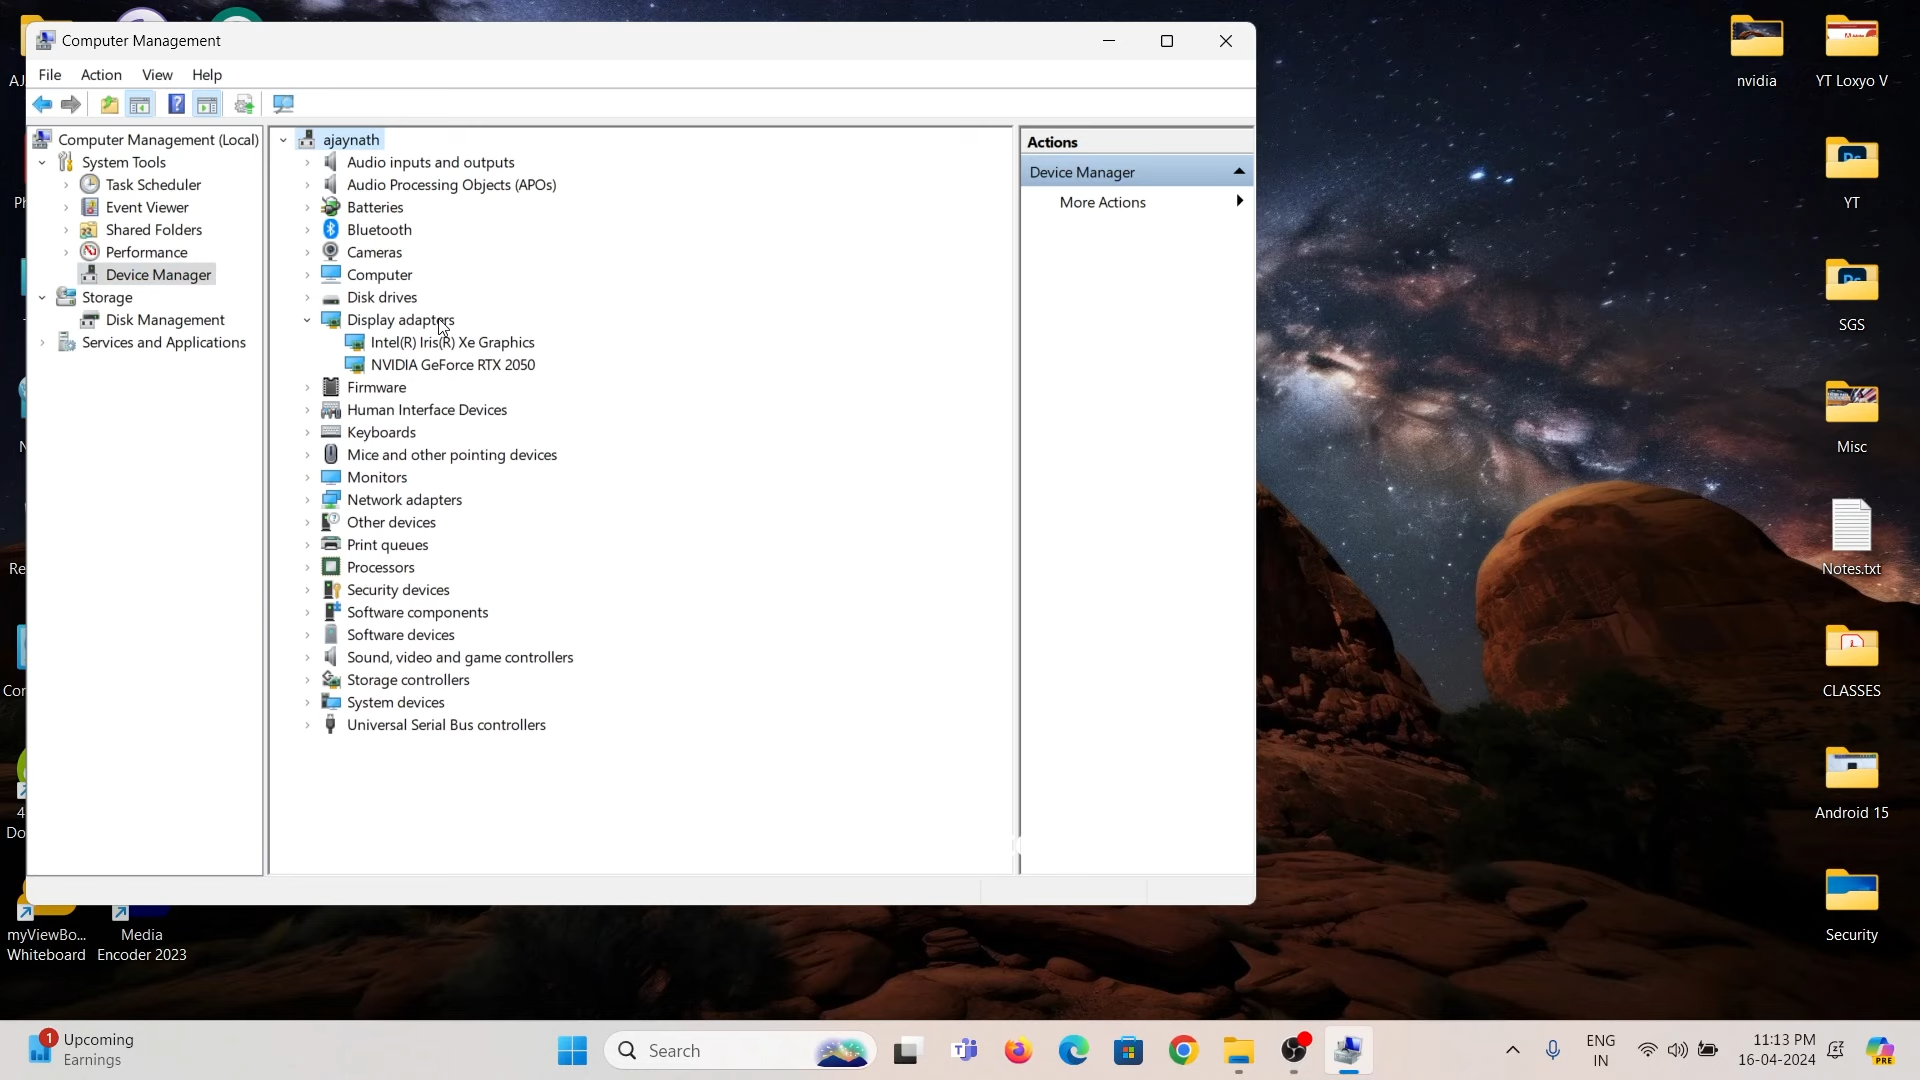 Computer Management
File Action View Help
Computer Management (Local)
System Tools
Task Scheduler
Event Viewer
Shared Folders
Performance
Device Manager
Storage
Disk Management
Services and Applications
ajaynath
Audio inputs and outputs
Audio Processing Objects (APOs)
Batteries
Bluetooth
Cameras
Computer
Disk drives
Display adapters
Intel(R) Iris(R) Xe Graphics
NVIDIA GeForce RTX 2050
Firmware
Human Interface Devices
Keyboards
Mice and other pointing devices
Monitors
Network adapters
Other devices
Print queues
Processors
Security devices
Software components
Software devices
Sound, video and game controllers
Storage controllers
System devices
Universal Serial Bus controllers
Actions
Device Manager
More Actions
nvidia
YT Loxyo V
YT
SGS
Misc
Notes.txt
CLASSES
Android 15
Security
myViewBo...
Whiteboard
Media
Encoder 2023
1
Upcoming
Earnings
Search
ENG
IN
11:13 PM
16-04-2024
PRE